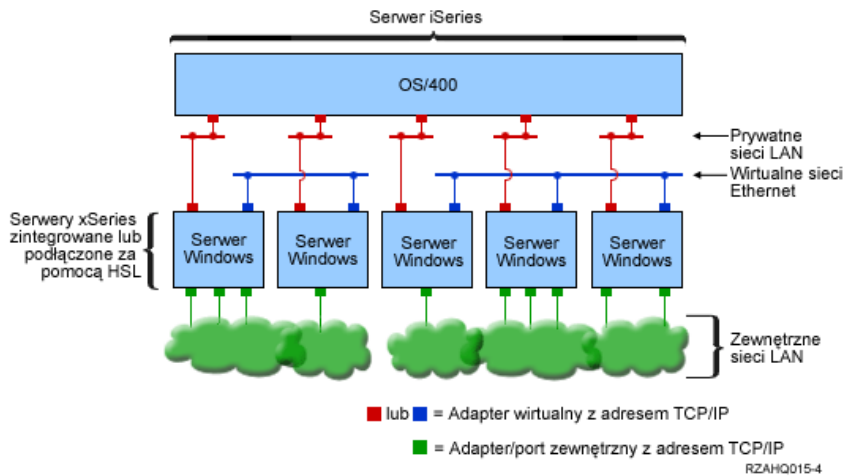 Serwer iSeries
OS/400
Prywatne
sieci LAN
Wirtualne sieci
Ethernet
Serwery xSeries
zintegrowane lub
podłączone za
pomocą HSL
Serwer
Windows
Serwer
Windows
Serwer
Windows
Serwer
Windows
Serwer
Windows
Zewnętrzne
sieci LAN
lub = Adapter wirtualny z adresem TCP/IP
= Adapter/port zewnętrzny z adresem TCP/IP
RZAHQ015-4